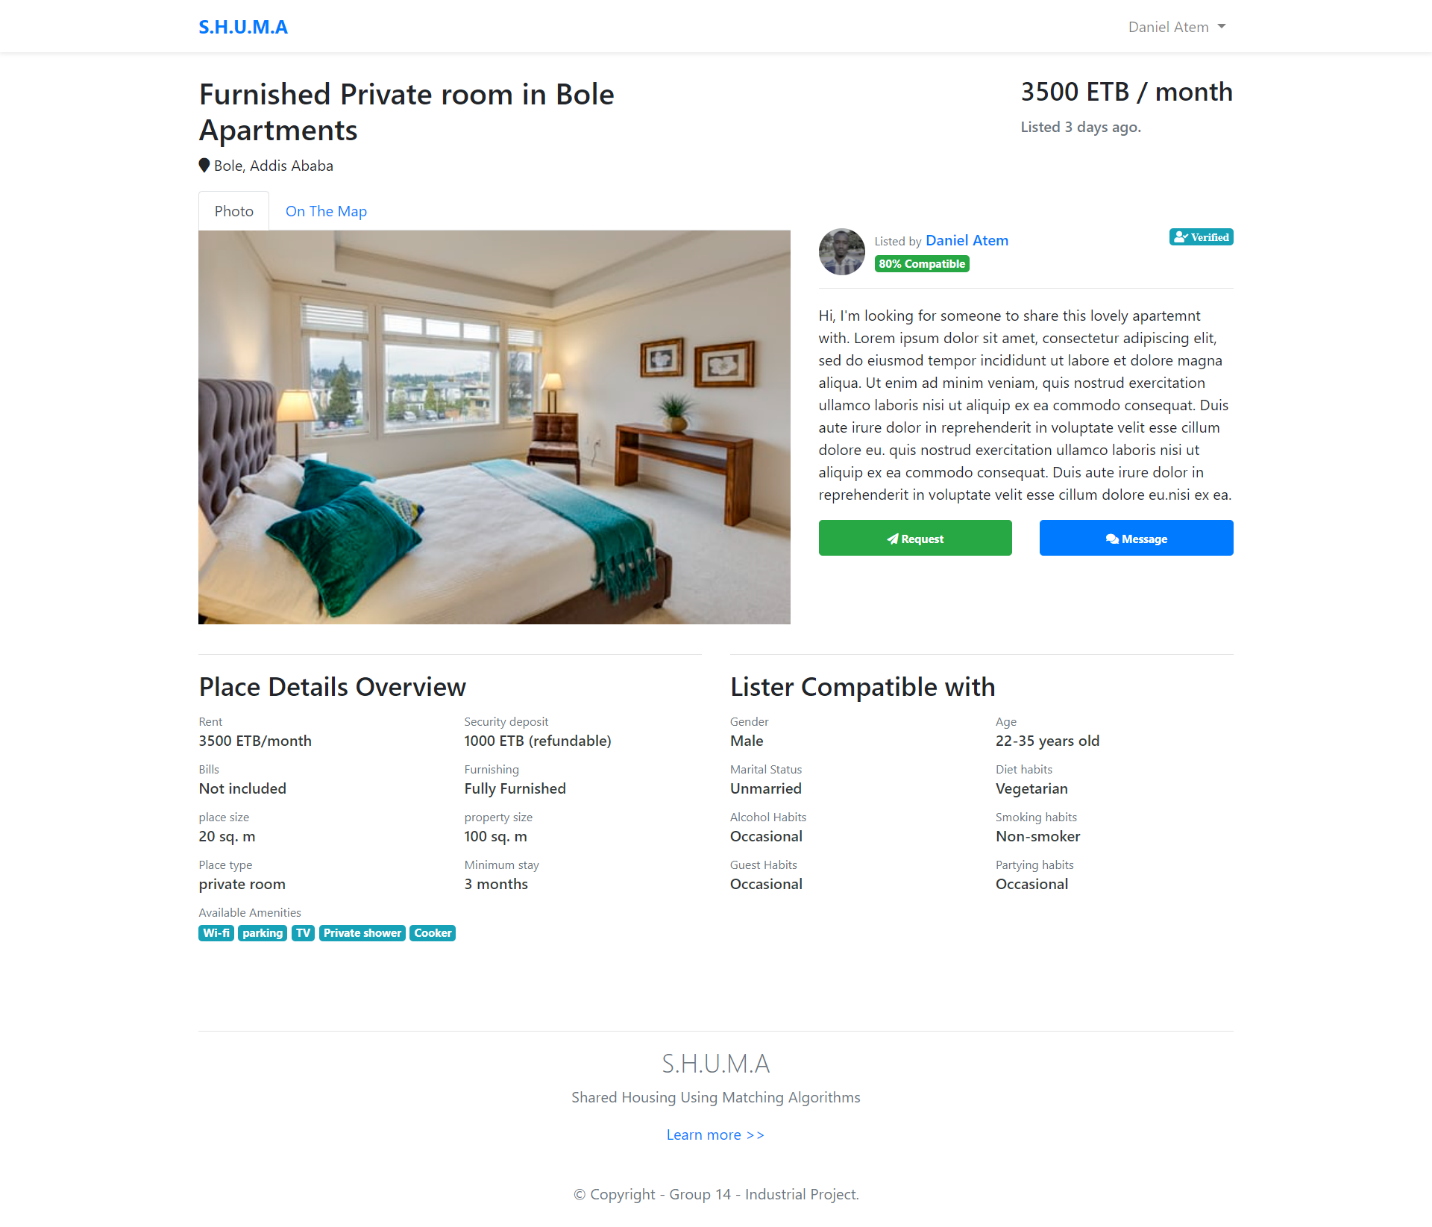 S.H.U.M.A
Daniel Atem
Furnished Private room in Bole
Apartments
3500 ETB / month
Listed 3 days ago.
Bole, Addis Ababa
Photo
On The Map
Listed by Daniel Atem
Verified
80% Compatible
Hi, I'm looking for someone to share this lovely apartemnt
with. Lorem ipsum dolor sit amet, consectetur adipiscing elit,
sed do eiusmod tempor incididunt ut labore et dolore magna
aliqua. Ut enim ad minim veniam, quis nostrud exercitation
ullamco laboris nisi ut aliquip ex ea commodo consequat. Duis
aute irure dolor in reprehenderit in voluptate velit esse cillum
dolore eu. quis nostrud exercitation ullamco laboris nisi ut
aliquip ex ea commodo consequat. Duis aute irure dolor in
reprehenderit in voluptate velit esse cillum dolore eu.nisi ex ea.
Request
Message
Place Details Overview
Rent
3500 ETB/month
Security deposit
1000 ETB (refundable)
Bills
Not included
Furnishing
Fully Furnished
place size
20 sq. m
property size
100 sq. m
Place type
private room
Minimum stay
3 months
Available Amenities
Wi-fi parking TV Private shower Cooker
Lister Compatible with
Gender
Male
Age
22-35 years old
Marital Status
Unmarried
Diet habits
Vegetarian
Alcohol Habits
Occasional
Smoking habits
Non-smoker
Guest Habits
Occasional
Partying habits
Occasional
S.H.U.M.A
Shared Housing Using Matching Algorithms
Learn more >>
© Copyright - Group 14 - Industrial Project.